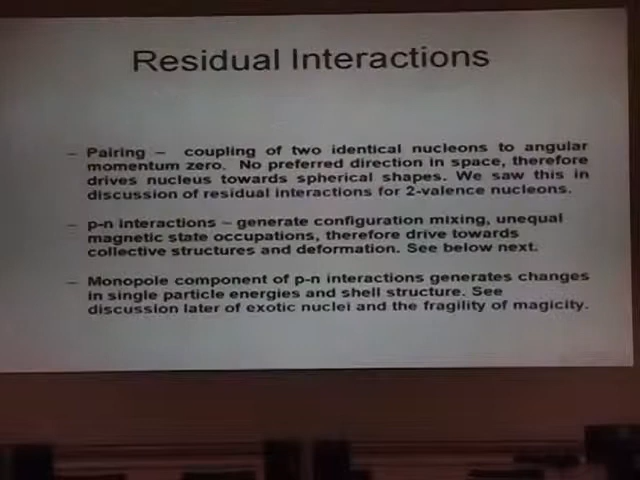 Residual Interactions
– Pairing – coupling of two identical nucleons to angular
momentum zero. No preferred direction in space, therefore
drives nucleus towards spherical shapes. We saw this in
discussion of residual interactions for 2-valence nucleons.
– p-n interactions – generate configuration mixing, unequal
magnetic state occupations, therefore drive towards
collective structures and deformation. See below next.
– Monopole component of p-n interactions generates changes
in single particle energies and shell structure. See
discussion later of exotic nuclei and the fragility of magicity.